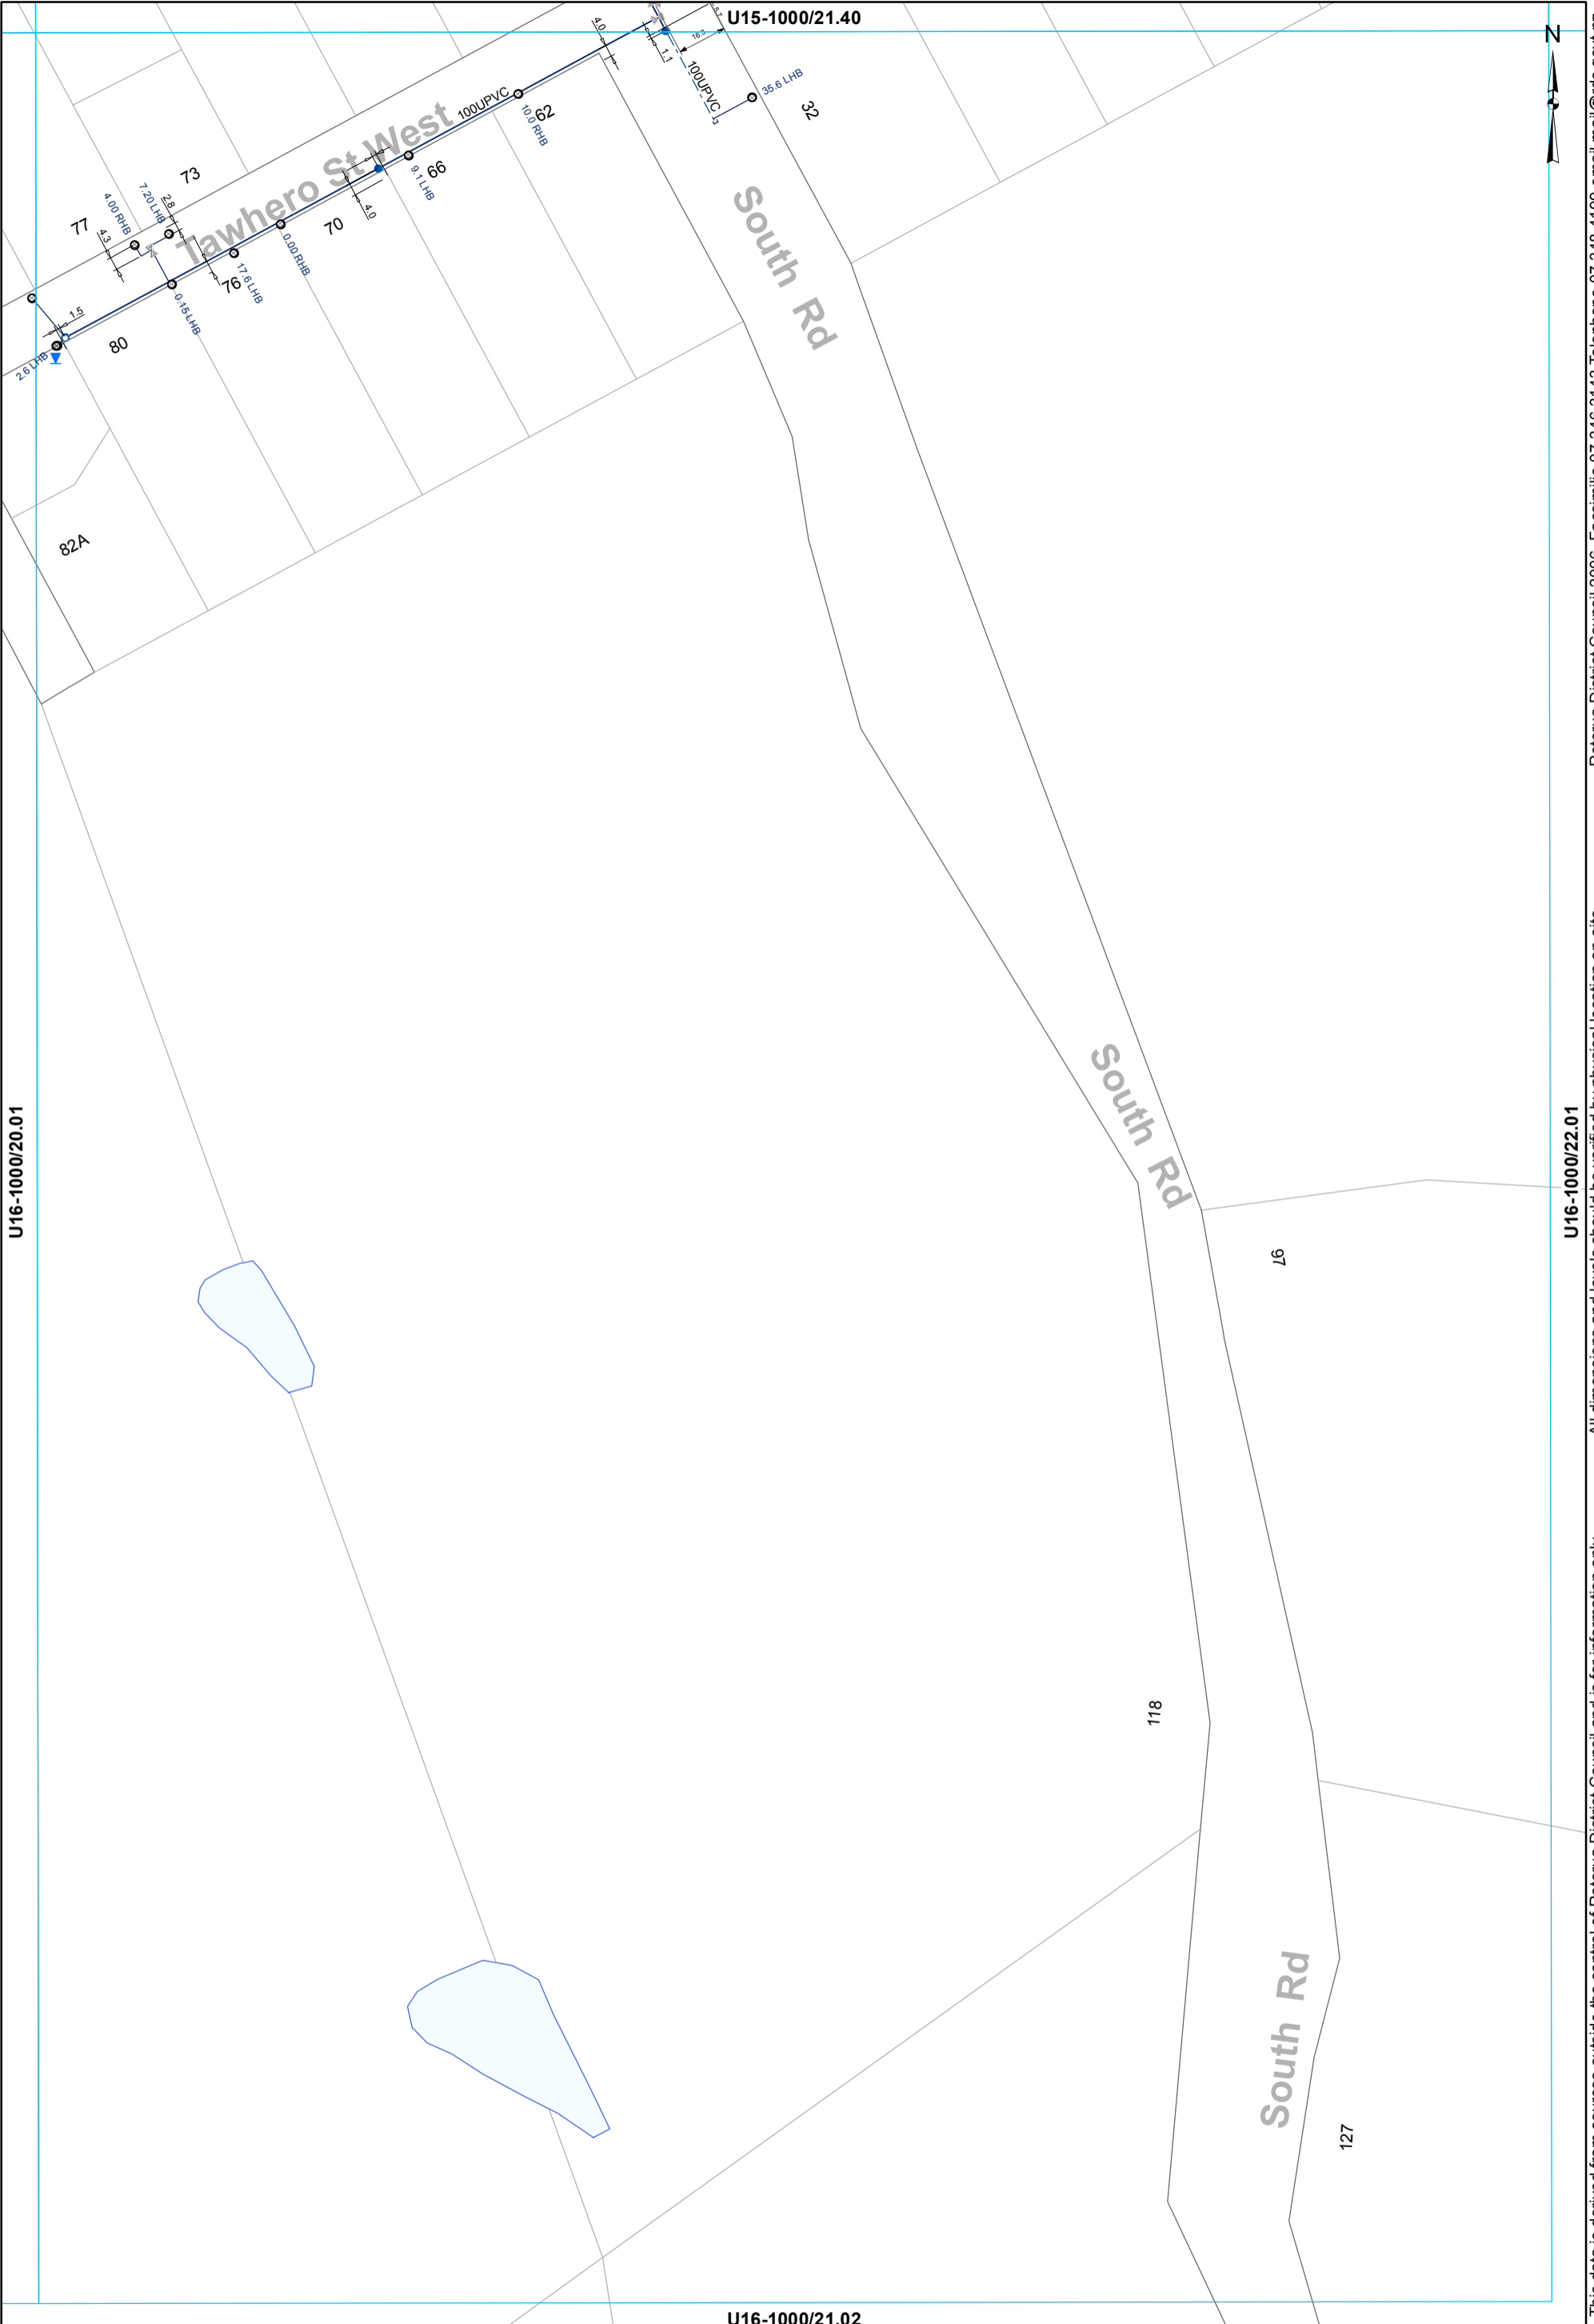 U15-1000/21.40
N
4.0
5.7
16.3
1.1
100UPVC
35.6 LHB
32
100UPVC
62
10.0 RHB
Tawhero St West
73
66
9.1 LHB
4.0
7.20 LHB
2.8
4.00 RHB
77
4.3
70
0.00 RHB
76
17.6 LHB
0.15 LHB
1.5
80
2.6 LHB
82A
South Rd
South Rd
97
118
South Rd
127
U16-1000/20.01
U16-1000/22.01
U16-1000/21.02